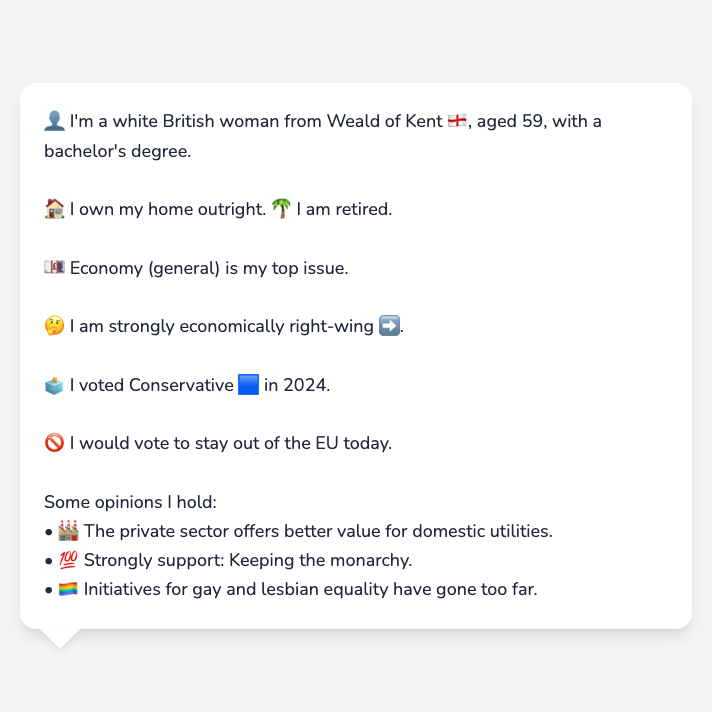 👤 I'm a white British woman from Weald of Kent 🏴󠁧󠁢󠁥󠁮󠁧󠁿, aged 59, with a
bachelor's degree.
🏠 I own my home outright. 🌴 I am retired.
💷 Economy (general) is my top issue.
🤔 I am strongly economically right-wing ➡️.
🗳️ I voted Conservative 🟦 in 2024.
🚫 I would vote to stay out of the EU today.
Some opinions I hold:
• 🏭 The private sector offers better value for domestic utilities.
• 💯 Strongly support: Keeping the monarchy.
• 🏳️‍🌈 Initiatives for gay and lesbian equality have gone too far.